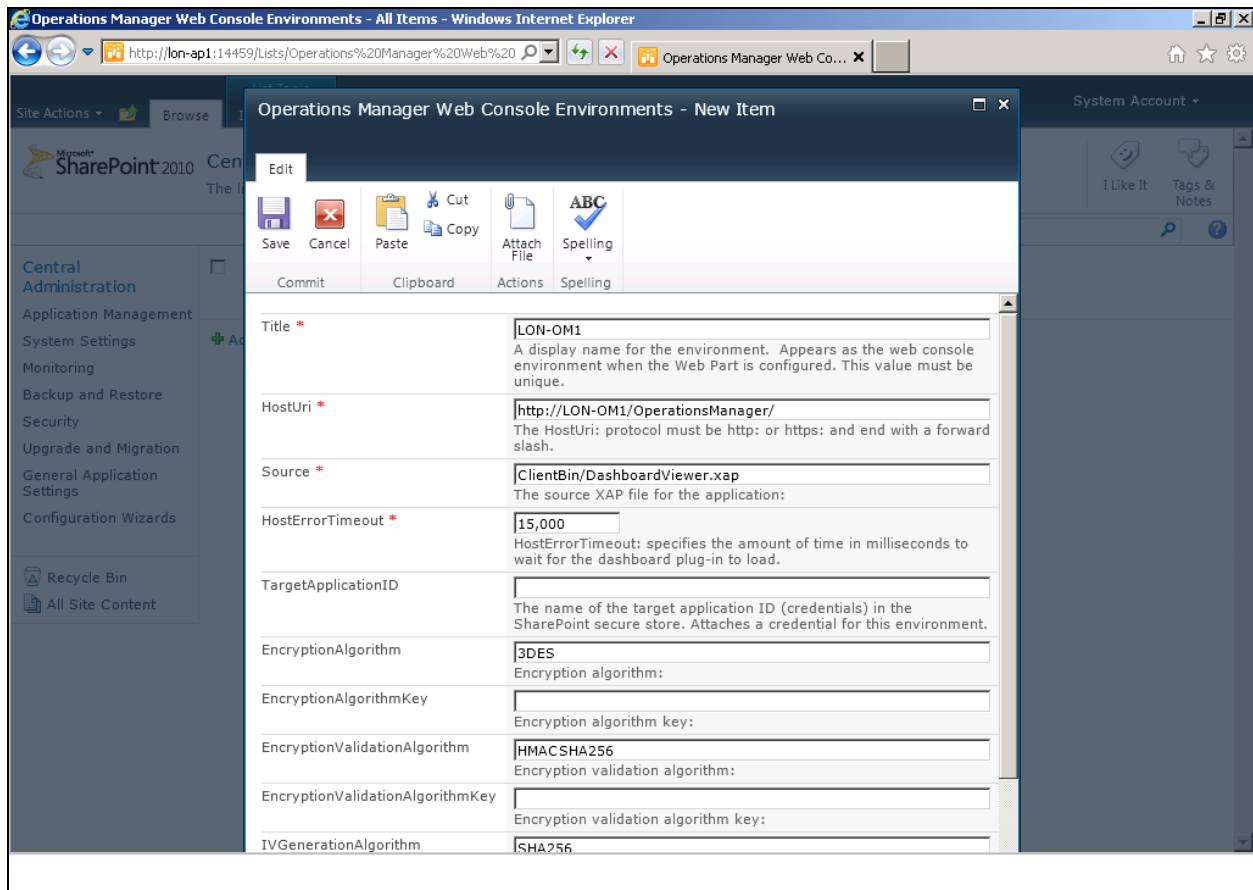 Operations Manager Web Console Environments - All Items - Windows Internet Explorer
http://lon-ap1:14459/Lists/Operations%20Manager%20Web%20
Operations Manager Web Co...
Site Actions
Browse
System Account
Operations Manager Web Console Environments - New Item
Microsoft
SharePoint 2010
Cen
The li
I Like It
Tags &
Notes
Edit
Save
Cancel
Paste
Cut
Copy
Attach
File
ABC
Spelling
Commit
Clipboard
Actions
Spelling
Central
Administration
Application Management
System Settings
Monitoring
Backup and Restore
Security
Upgrade and Migration
General Application
Settings
Configuration Wizards
Recycle Bin
All Site Content
Ad
Title *
LON-OM1
A display name for the environment. Appears as the web console
environment when the Web Part is configured. This value must be
unique.
HostUri *
http://LON-OM1/OperationsManager/
The HostUri: protocol must be http: or https: and end with a forward
slash.
Source *
ClientBin/DashboardViewer.xap
The source XAP file for the application:
HostErrorTimeout *
15,000
HostErrorTimeout: specifies the amount of time in milliseconds to
wait for the dashboard plug-in to load.
TargetApplicationID
The name of the target application ID (credentials) in the
SharePoint secure store. Attaches a credential for this environment.
EncryptionAlgorithm
3DES
Encryption algorithm:
EncryptionAlgorithmKey
Encryption algorithm key:
EncryptionValidationAlgorithm
HMACSHA256
Encryption validation algorithm:
EncryptionValidationAlgorithmKey
Encryption validation algorithm key:
IVGenerationAlgorithm
SHA256